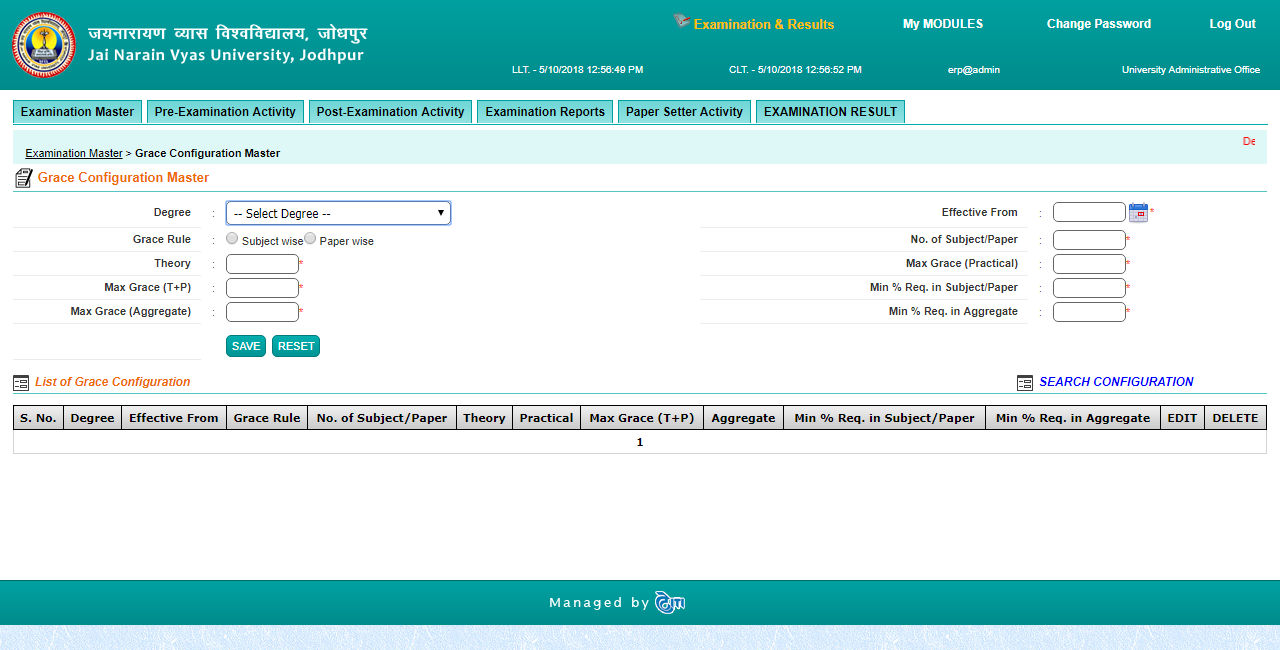 जयनारायण व्यास विश्वविद्यालय, जोधपुर
Jai Narain Vyas University, Jodhpur
Examination & Results My MODULES Change Password Log Out
LLT. - 5/10/2018 12:56:49 PM CLT. - 5/10/2018 12:56:52 PM erp@admin University Administrative Office
Examination Master Pre-Examination Activity Post-Examination Activity Examination Reports Paper Setter Activity EXAMINATION RESULT
De
Examination Master > Grace Configuration Master
Grace Configuration Master
Degree : -- Select Degree -- Effective From : *
Grace Rule : Subject wise Paper wise No. of Subject/Paper : *
Theory : * Max Grace (Practical) : *
Max Grace (T+P) : * Min % Req. in Subject/Paper : *
Max Grace (Aggregate) : * Min % Req. in Aggregate : *
SAVE RESET
List of Grace Configuration SEARCH CONFIGURATION
S. No. Degree Effective From Grace Rule No. of Subject/Paper Theory Practical Max Grace (T+P) Aggregate Min % Req. in Subject/Paper Min % Req. in Aggregate EDIT DELETE
1
Managed by